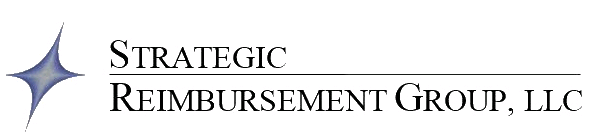 STRATEGIC
REIMBURSEMENT GROUP, LLC